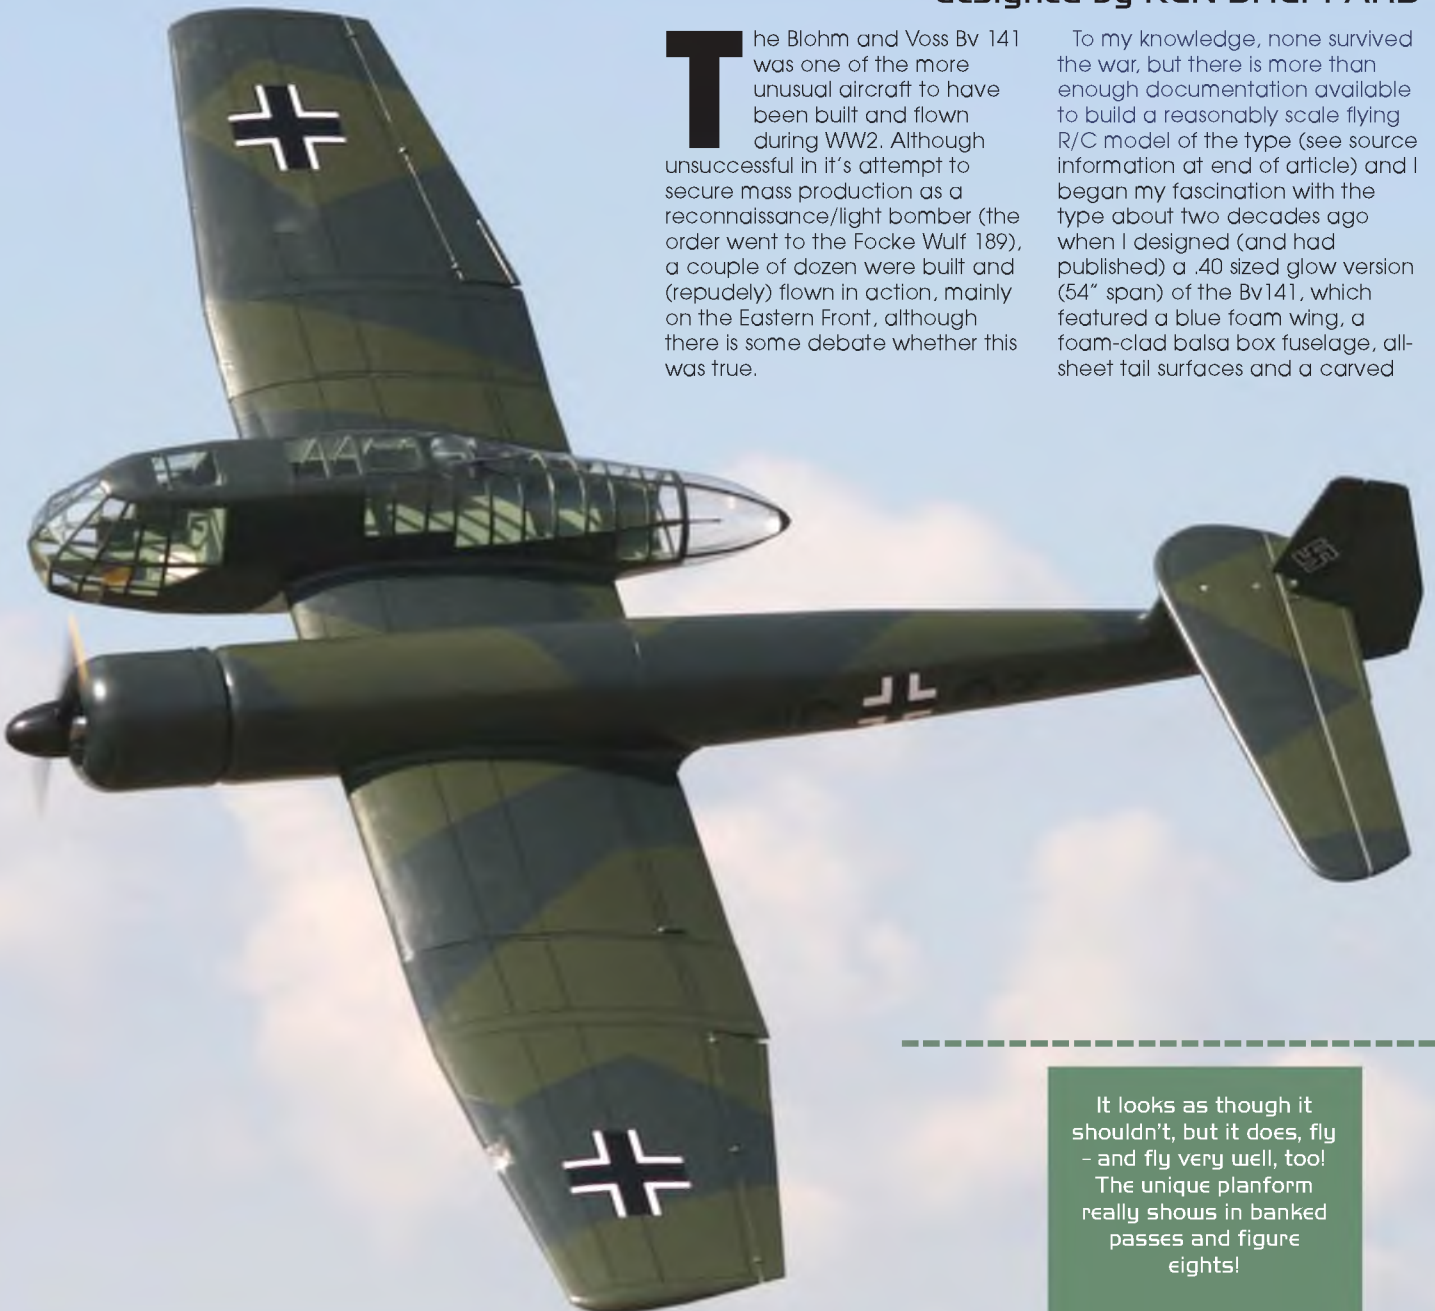 designed by KEN SHEPPARD
The Blohm and Voss Bv 141
was one of the more
unusual aircraft to have
been built and flown
during WW2. Although
unsuccessful in it's attempt to
secure mass production as a
reconnaissance/light bomber (the
order went to the Focke Wulf 189),
a couple of dozen were built and
(repudely) flown in action, mainly
on the Eastern Front, although
there is some debate whether this
was true.
To my knowledge, none survived
the war, but there is more than
enough documentation available
to build a reasonably scale flying
R/C model of the type (see source
information at end of article) and I
began my fascination with the
type about two decades ago
when I designed (and had
published) a .40 sized glow version
(54" span) of the Bv141, which
featured a blue foam wing, a
foam-clad balsa box fuselage, all-
sheet tail surfaces and a carved
It looks as though it
shouldn't, but it does, fly
- and fly very well, too!
The unique planform
really shows in banked
passes and figure
eights!